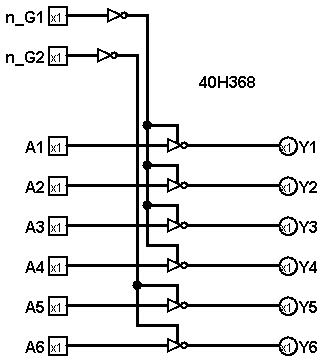 n_G1 x1
n_G2 x1
40H368
A1 x1 x1 Y1
A2 x1 x1 Y2
A3 x1 x1 Y3
A4 x1 x1 Y4
A5 x1 x1 Y5
A6 x1 x1 Y6